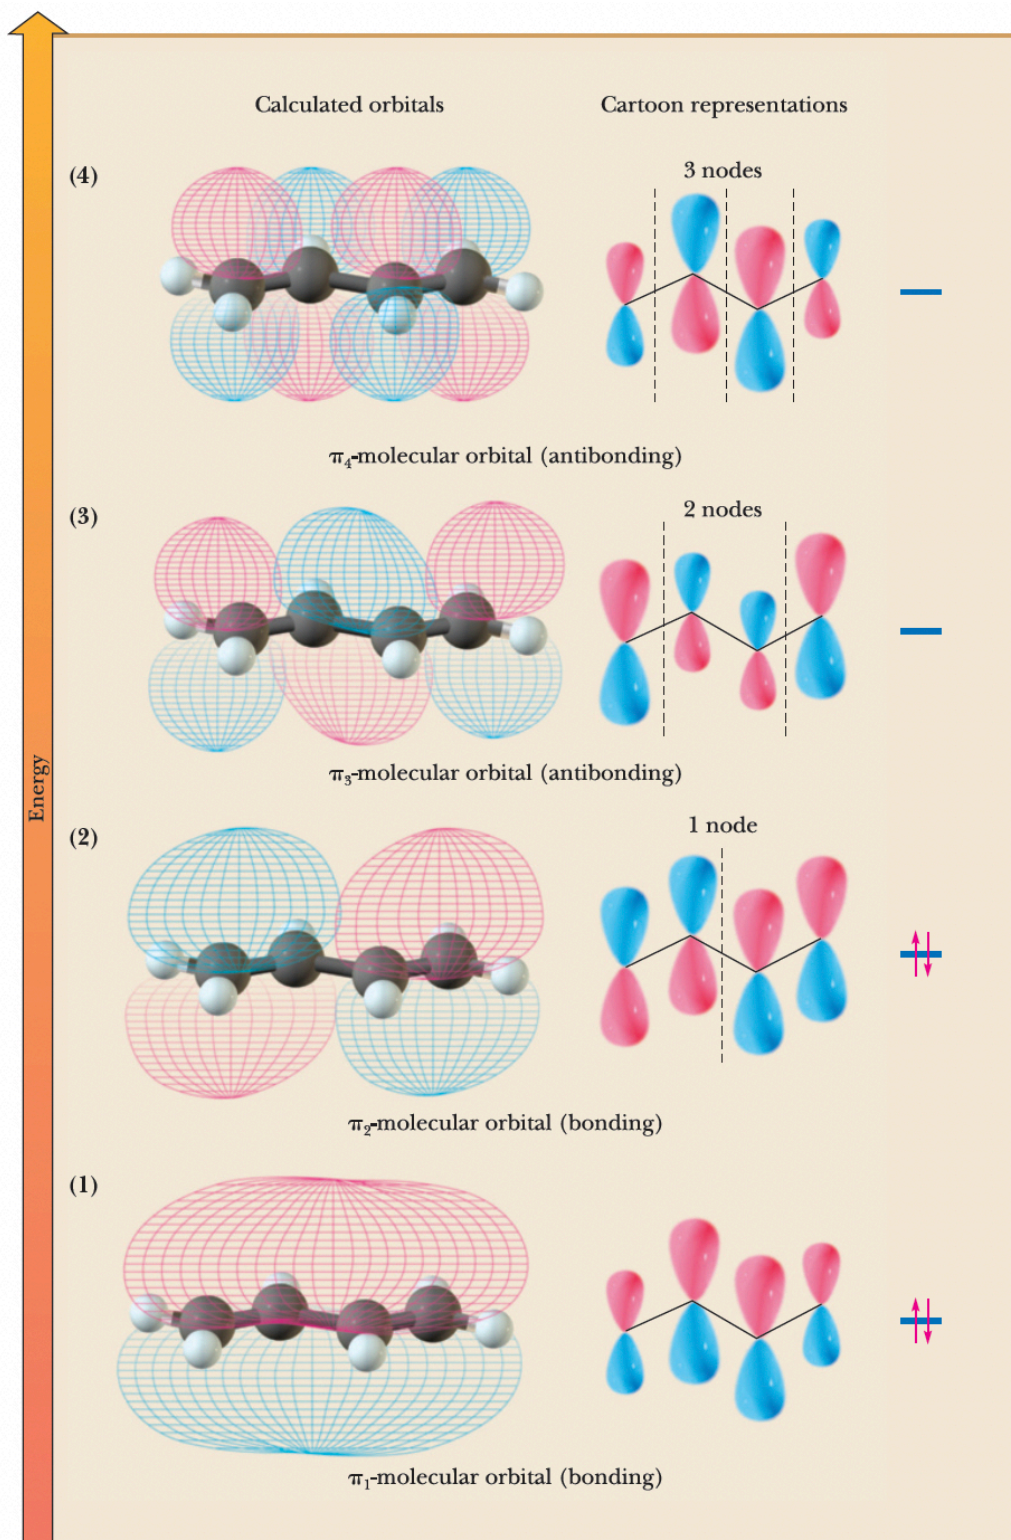 Calculated orbitals
Cartoon representations
(4)
3 nodes
π₄-molecular orbital (antibonding)
(3)
2 nodes
π₃-molecular orbital (antibonding)
Energy
(2)
1 node
π₂-molecular orbital (bonding)
(1)
π₁-molecular orbital (bonding)